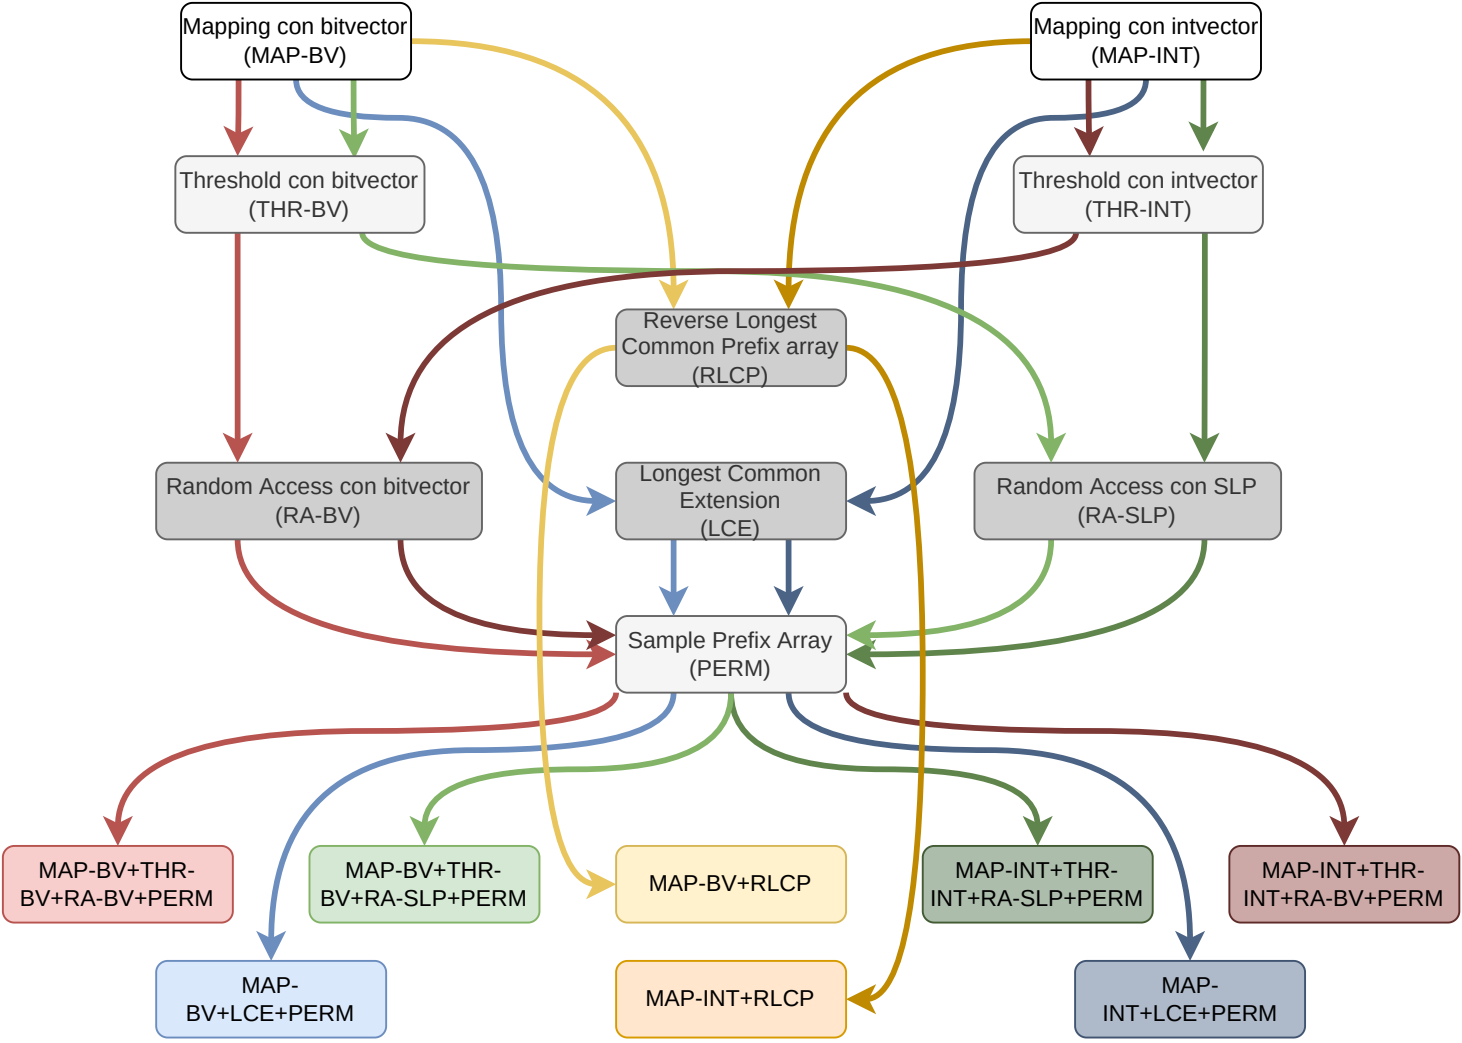 Mapping con bitvector
(MAP-BV)
Mapping con intvector
(MAP-INT)
Threshold con bitvector
(THR-BV)
Threshold con intvector
(THR-INT)
Reverse Longest
Common Prefix array
(RLCP)
Random Access con bitvector
(RA-BV)
Longest Common
Extension
(LCE)
Random Access con SLP
(RA-SLP)
Sample Prefix Array
(PERM)
MAP-BV+THR-
BV+RA-BV+PERM
MAP-BV+THR-
BV+RA-SLP+PERM
MAP-BV+RLCP
MAP-INT+THR-
INT+RA-SLP+PERM
MAP-INT+THR-
INT+RA-BV+PERM
MAP-
BV+LCE+PERM
MAP-INT+RLCP
MAP-
INT+LCE+PERM